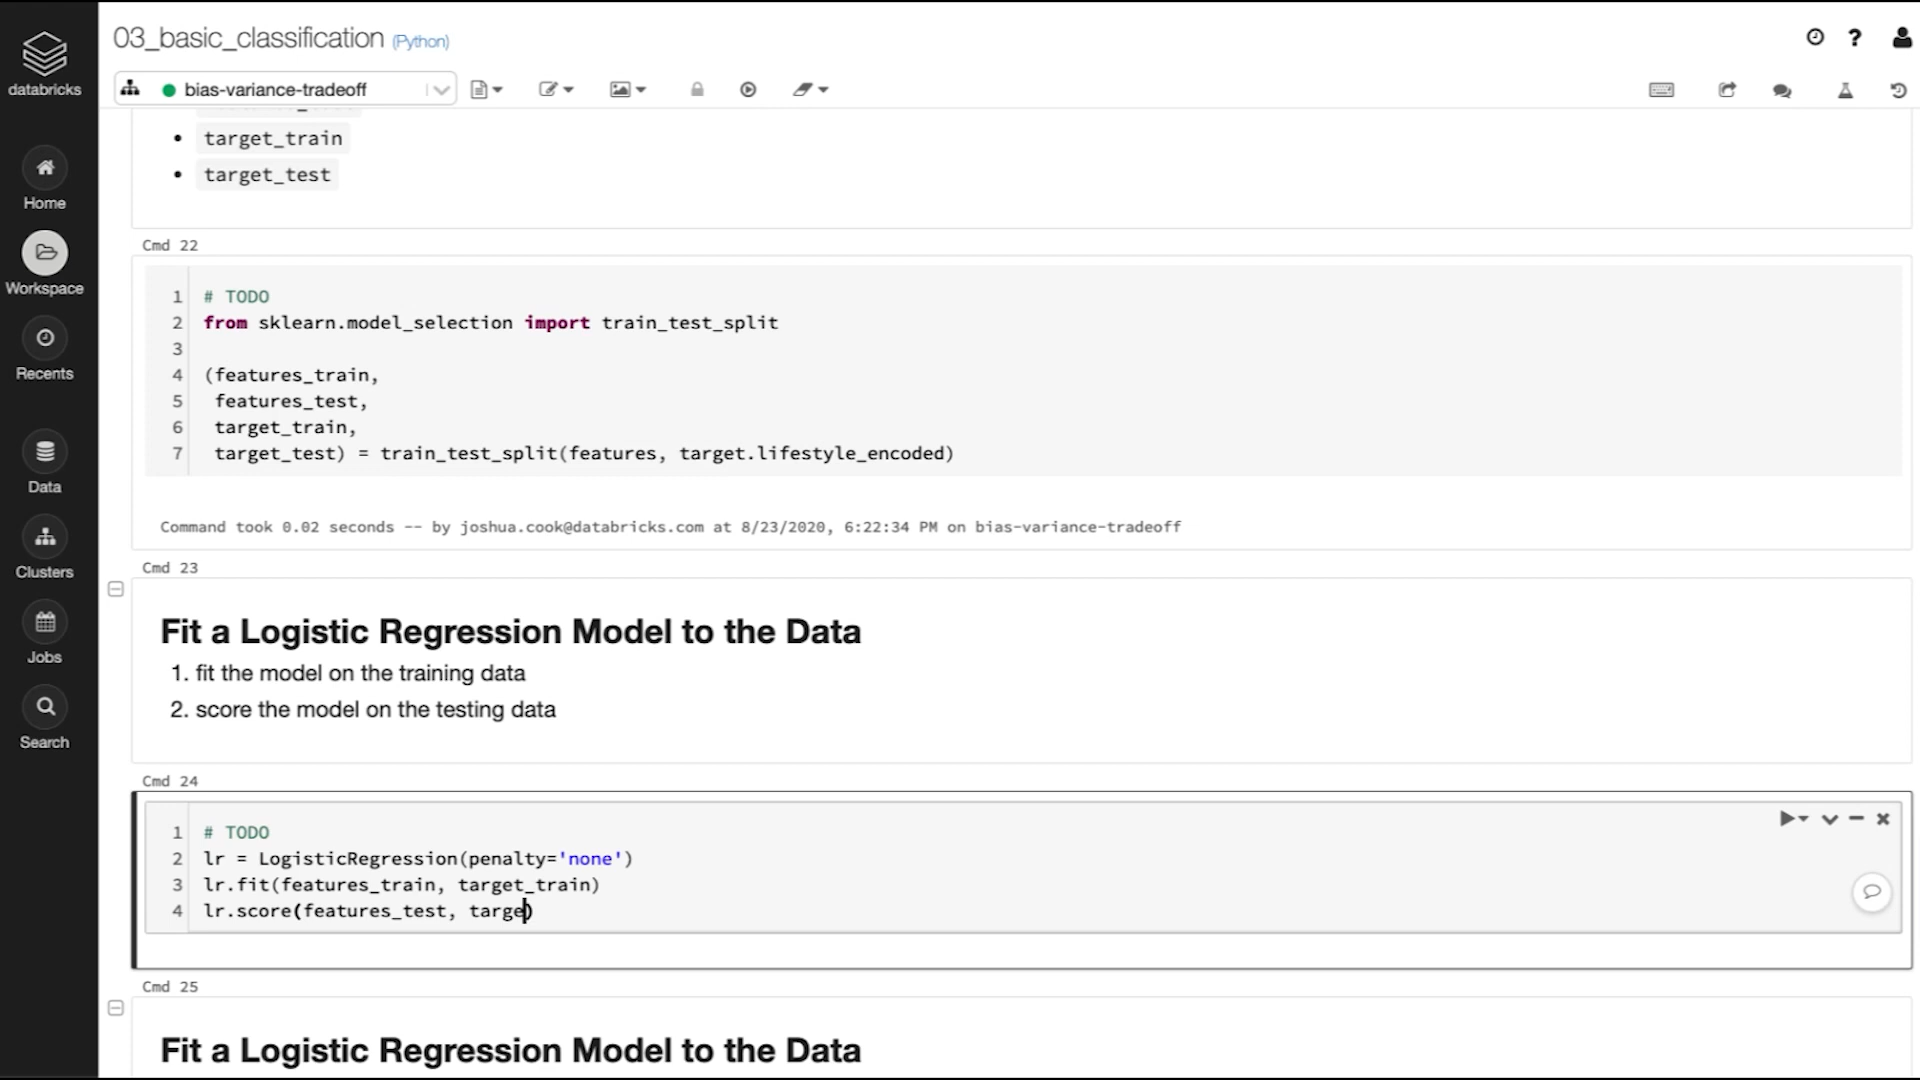 databricks
03_basic_classification (Python)
bias-variance-tradeoff
Home
Workspace
Recents
Data
Clusters
Jobs
Search
• target_train
• target_test
Cmd 22
1 # TODO
2 from sklearn.model_selection import train_test_split
3
4 (features_train,
5 features_test,
6 target_train,
7 target_test) = train_test_split(features, target.lifestyle_encoded)
Command took 0.02 seconds -- by joshua.cook@databricks.com at 8/23/2020, 6:22:34 PM on bias-variance-tradeoff
Cmd 23
Fit a Logistic Regression Model to the Data
1. fit the model on the training data
2. score the model on the testing data
Cmd 24
1 # TODO
2 lr = LogisticRegression(penalty='none')
3 lr.fit(features_train, target_train)
4 lr.score(features_test, targe)
Cmd 25
Fit a Logistic Regression Model to the Data